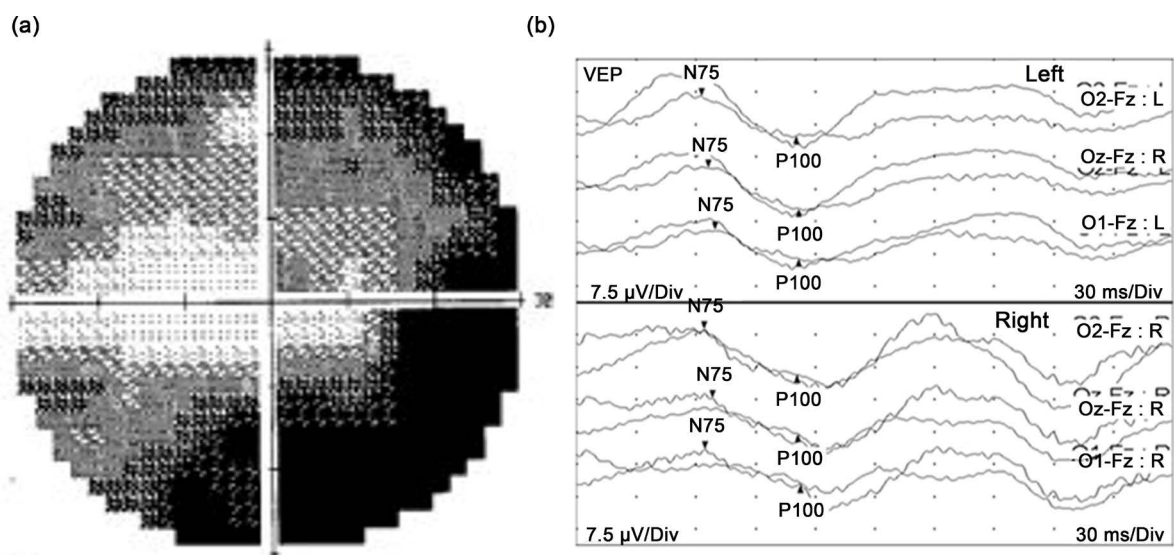 (a)
(b)
30
VEP
N75
Left
O2-Fz : L
P100
N75
Oz-Fz : R
P100
N75
O1-Fz : L
P100
7.5 µV/Div
30 ms/Div
N75
Right
O2-Fz : R
P100
N75
Oz-Fz : R
P100
N75
O1-Fz : R
P100
7.5 µV/Div
30 ms/Div